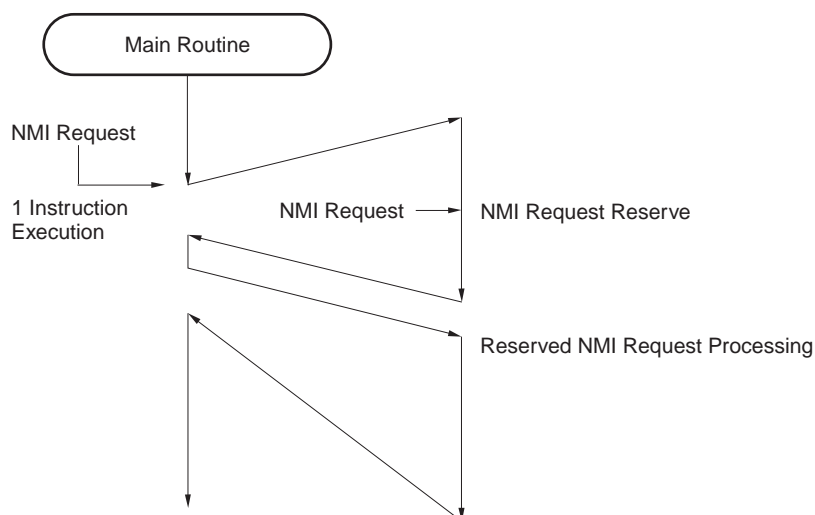 Main Routine
NMI Request
1 Instruction
Execution
NMI Request
NMI Request Reserve
Reserved NMI Request Processing